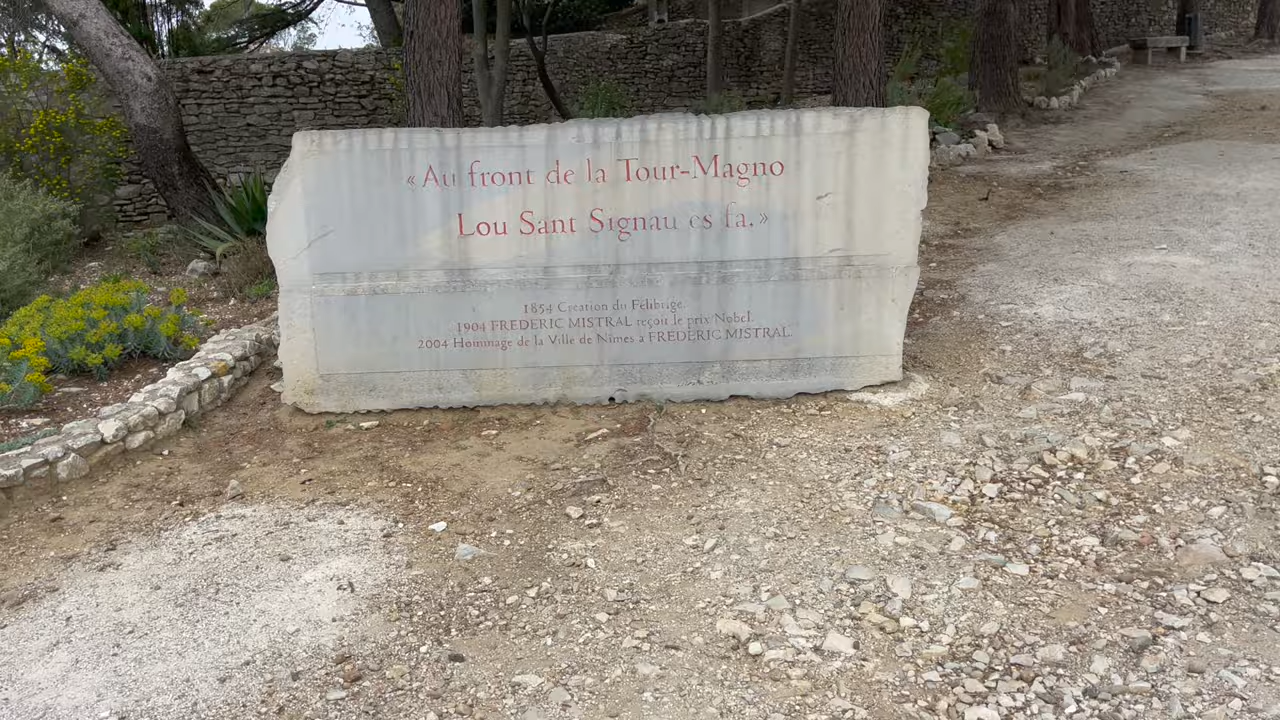 «Au front de la Tour-Magno
Lou Sant Signau es fa.»
1854 Création du Félibrige.
1904 FREDERIC MISTRAL reçoit le prix Nobel.
2004 Hommage de la Ville de Nîmes à FREDERIC MISTRAL.